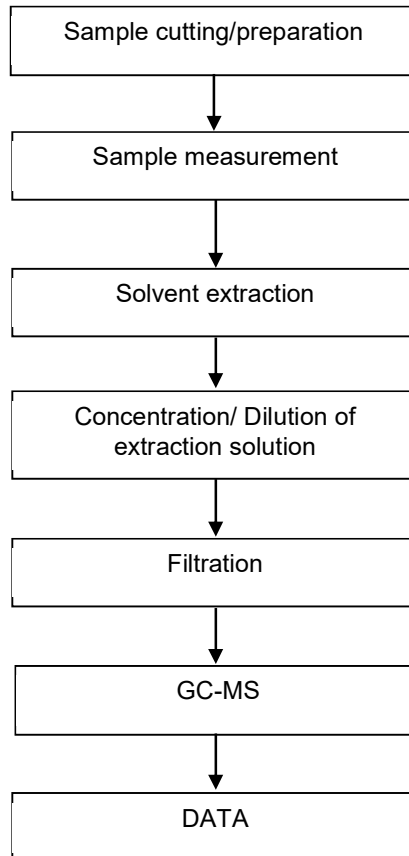 Sample cutting/preparation
Sample measurement
Solvent extraction
Concentration/ Dilution of
extraction solution
Filtration
GC-MS
DATA